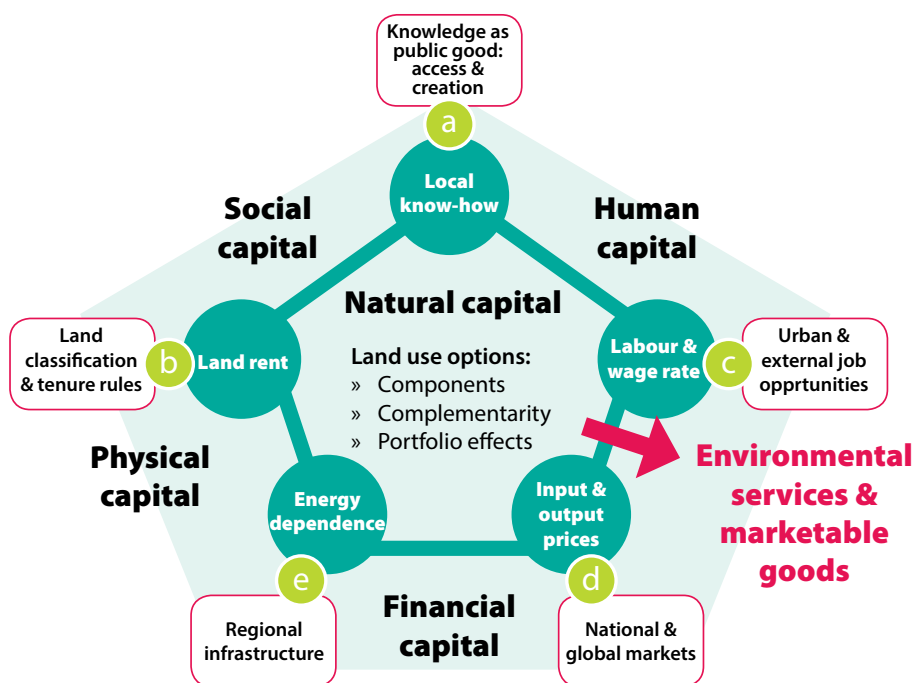 Knowledge as
public good:
access &
creation
a
Local
know-how
Social
capital
Human
capital
Natural capital
Land use options:
» Components
» Complementarity
» Portfolio effects
Land
classification
& tenure rules
b
Land rent
Labour &
wage rate
c
Urban &
external job
opprtunities
Physical
capital
Energy
dependence
Input &
output
prices
Environmental
services &
marketable
goods
e
Regional
infrastructure
Financial
capital
d
National &
global markets